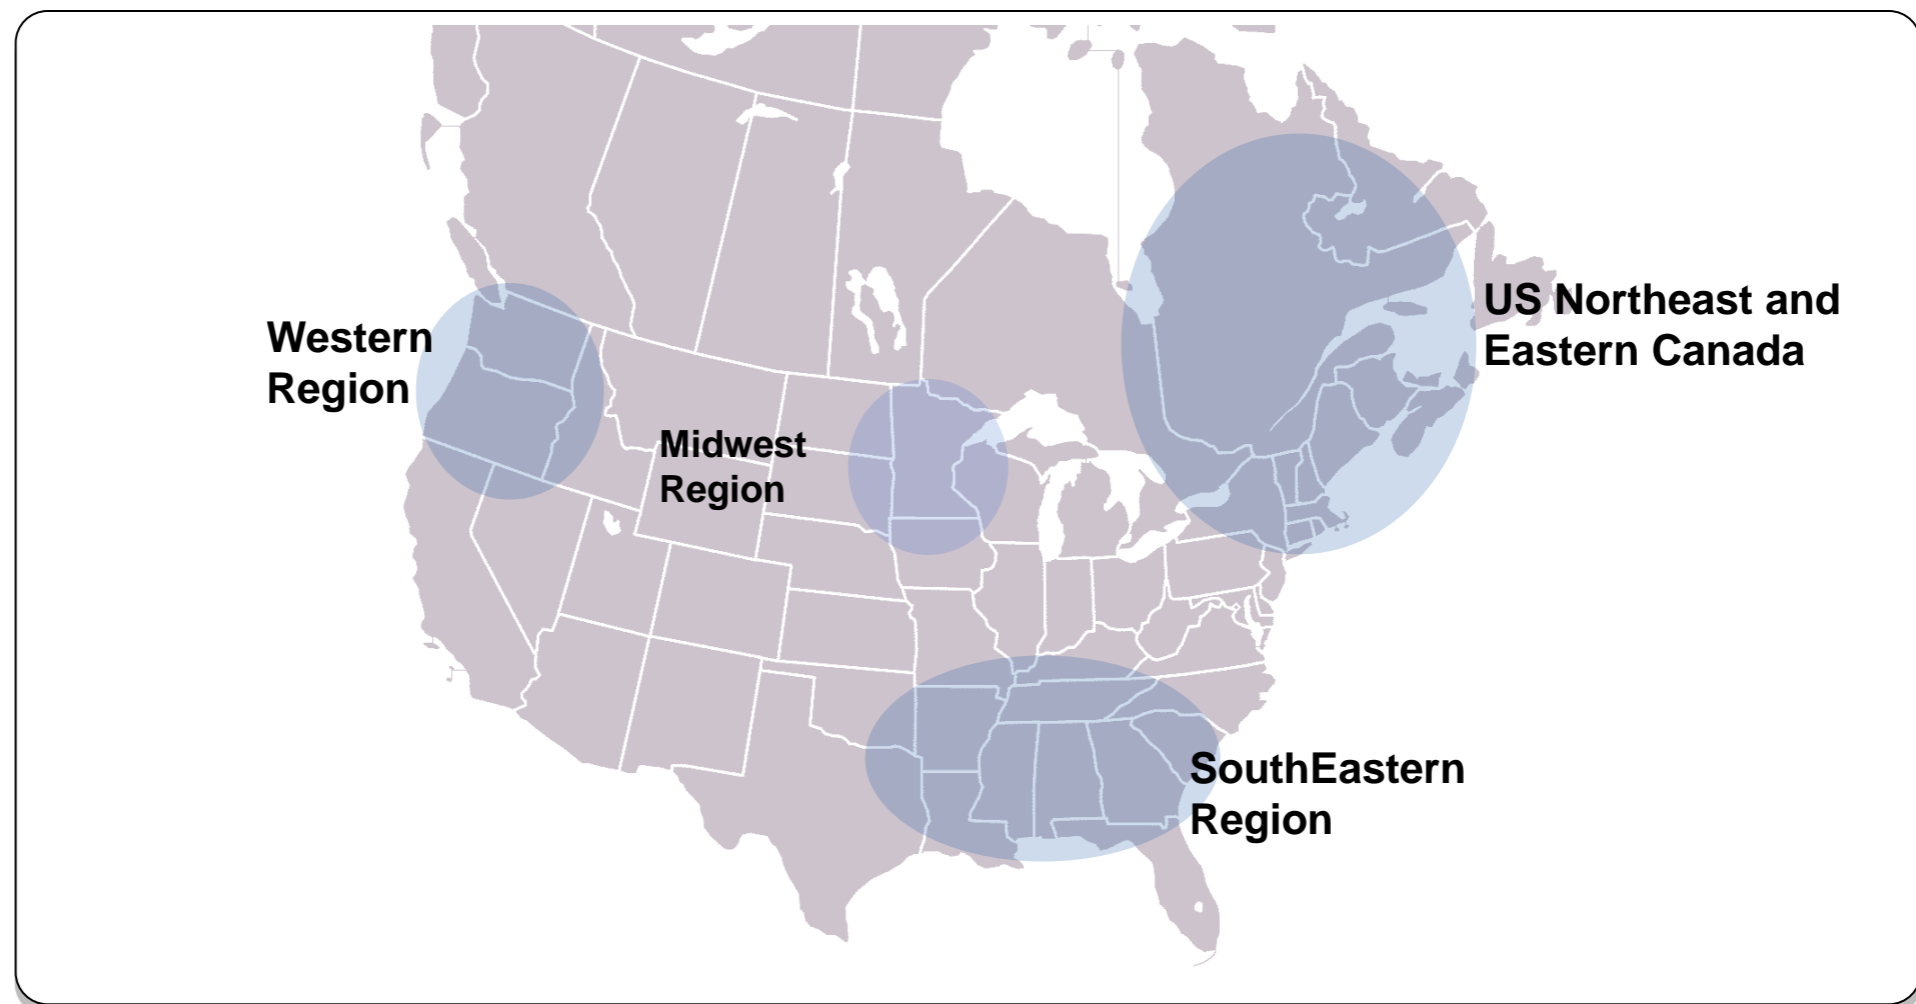 US Northeast and
Eastern Canada
Western
Region
Midwest
Region
SouthEastern
Region